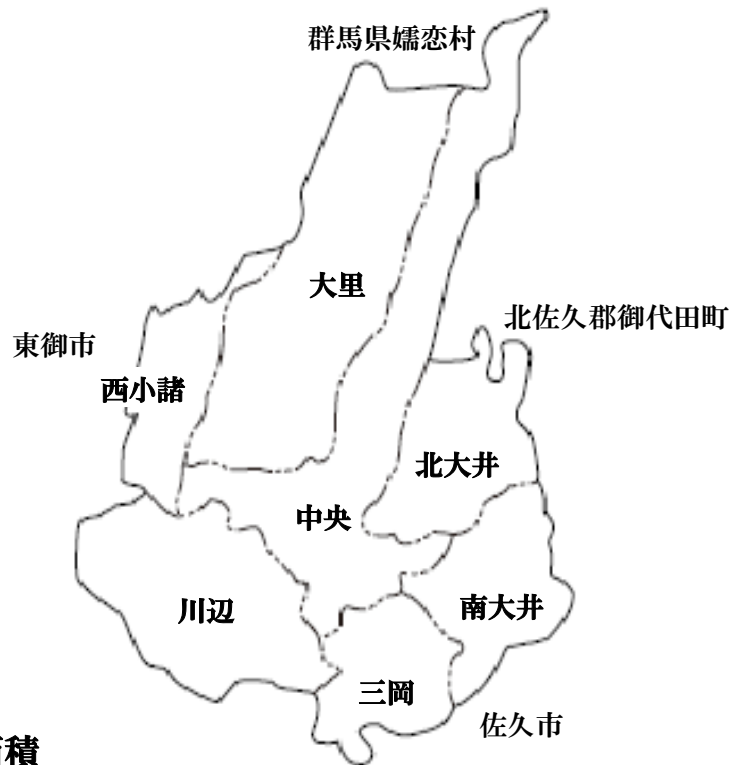 群馬県嬬恋村
大里
北佐久郡御代田町
東御市
西小諸
北大井
中央
川辺
南大井
三岡
佐久市
積